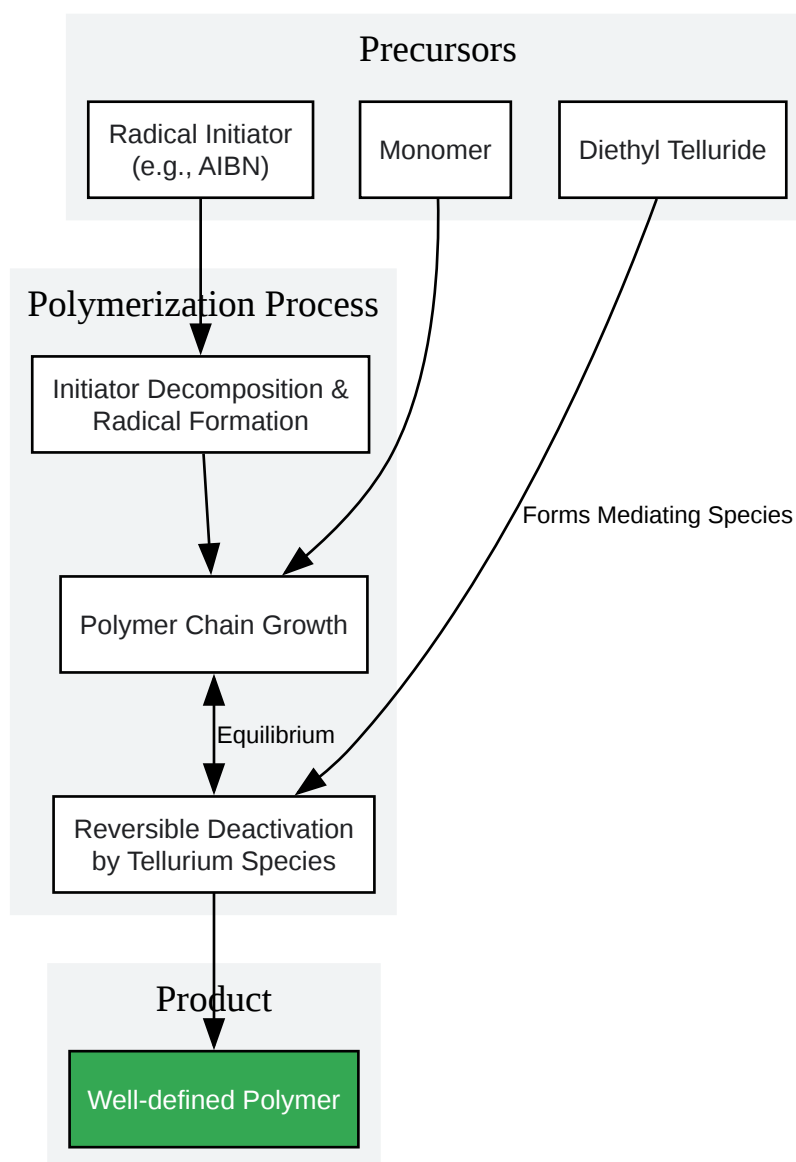 Precursors
Radical Initiator
(e.g., AIBN)
Monomer
Diethyl Telluride
Polymerization Process
Initiator Decomposition &
Radical Formation
Forms Mediating Species
Polymer Chain Growth
Equilibrium
Reversible Deactivation
by Tellurium Species
Product
Well-defined Polymer